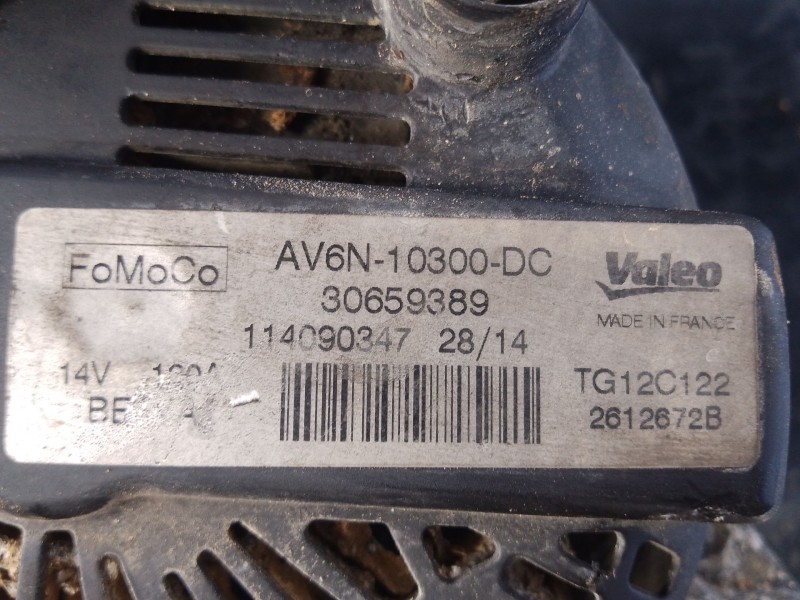 FoMoCo
AV6N-10300-DC
Valeo
30659389
MADE IN FRANCE
114090347 28/14
14V
TG12C122
2612672B